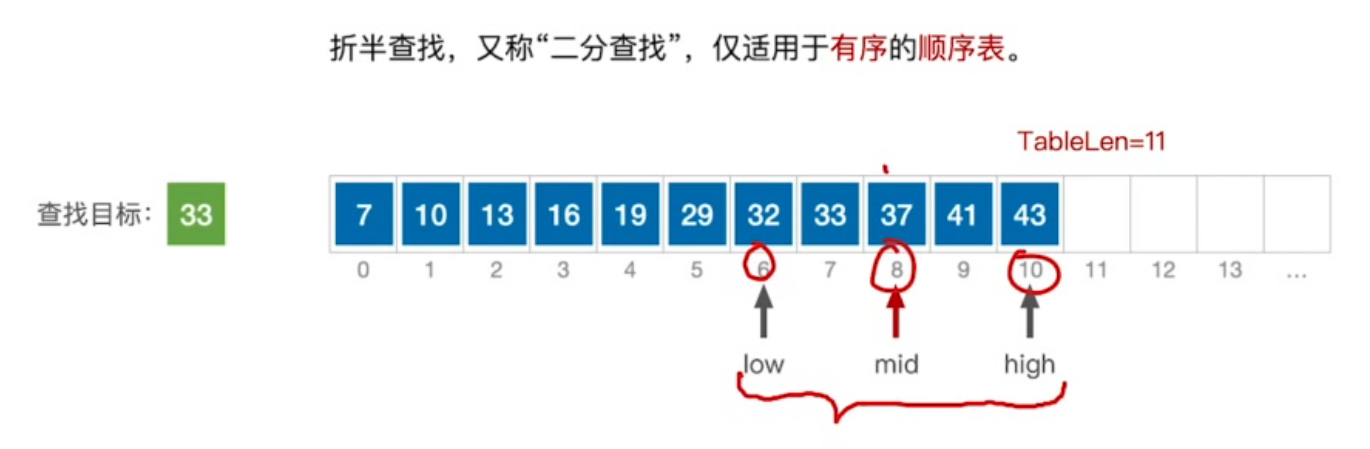 折半查找，又称“二分查找”，仅适用于有序的顺序表。
TableLen=11
查找目标： 33 7 10 13 16 19 29 32 33 37 41 43
0 1 2 3 4 5 6 7 8 9 10 11 12 13 ...
low mid high